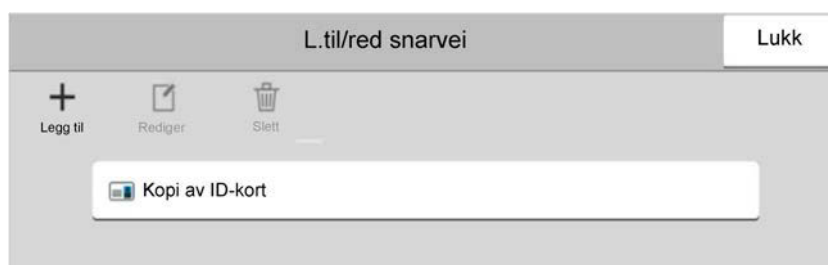 L.til/red snarvei
Lukk
Legg til
Rediger
Slett
Kopi av ID-kort